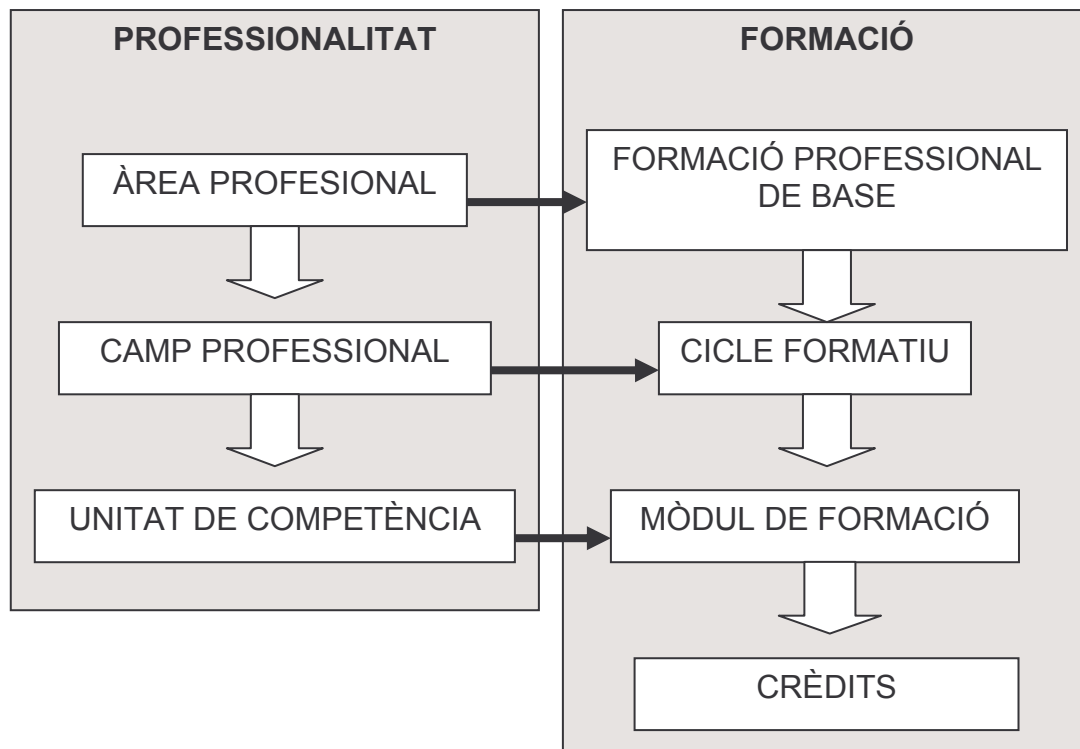 PROFESSIONALITAT
ÀREA PROFESIONAL
CAMP PROFESSIONAL
UNITAT DE COMPETÈNCIA
FORMACIÓ
FORMACIÓ PROFESSIONAL
DE BASE
CICLE FORMATIU
MÒDUL DE FORMACIÓ
CRÈDITS